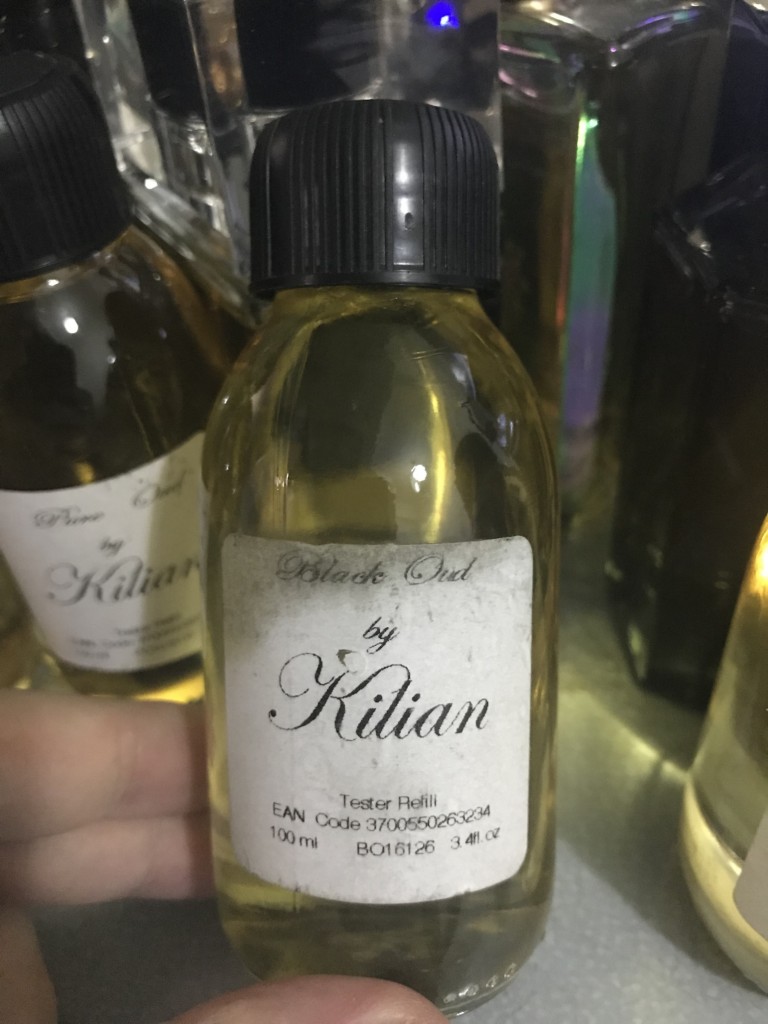 Black Oud
by
Kilian
Tester Refill
EAN Code 3700550263234
100 ml BO16126 3.4fl. oz
Pure Oud
by
Kilian